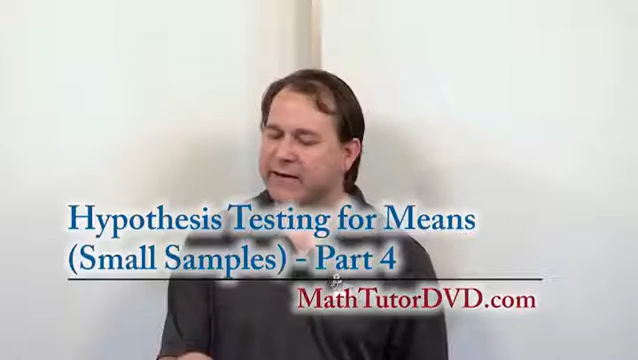 Hypothesis Testing for Means
(Small Samples) - Part 4
MathTutorDVD.com